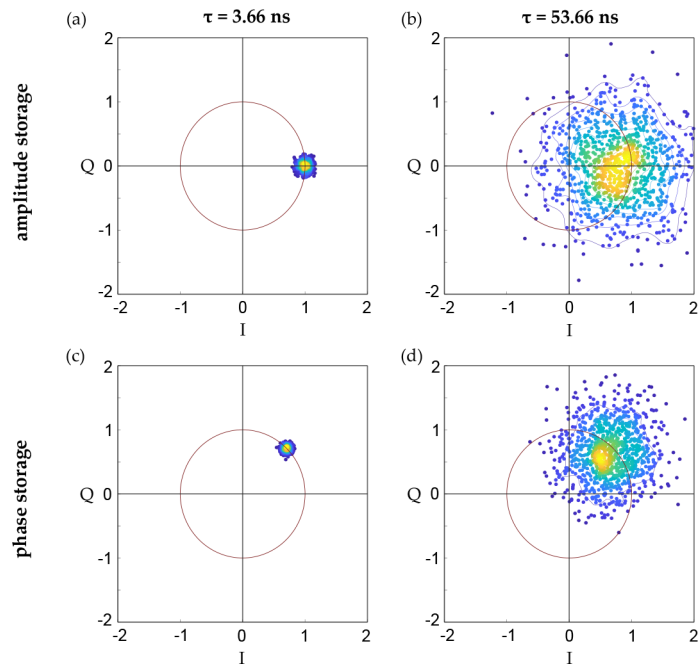 τ = 3.66 ns
τ = 53.66 ns
(a)
(b)
amplitude storage
2
1
Q 0
-1
-2
-2 -1 0 1 2
I
2
1
Q 0
-1
-2
-2 -1 0 1 2
I
(c)
(d)
phase storage
2
1
Q 0
-1
-2
-2 -1 0 1 2
I
2
1
Q 0
-1
-2
-2 -1 0 1 2
I